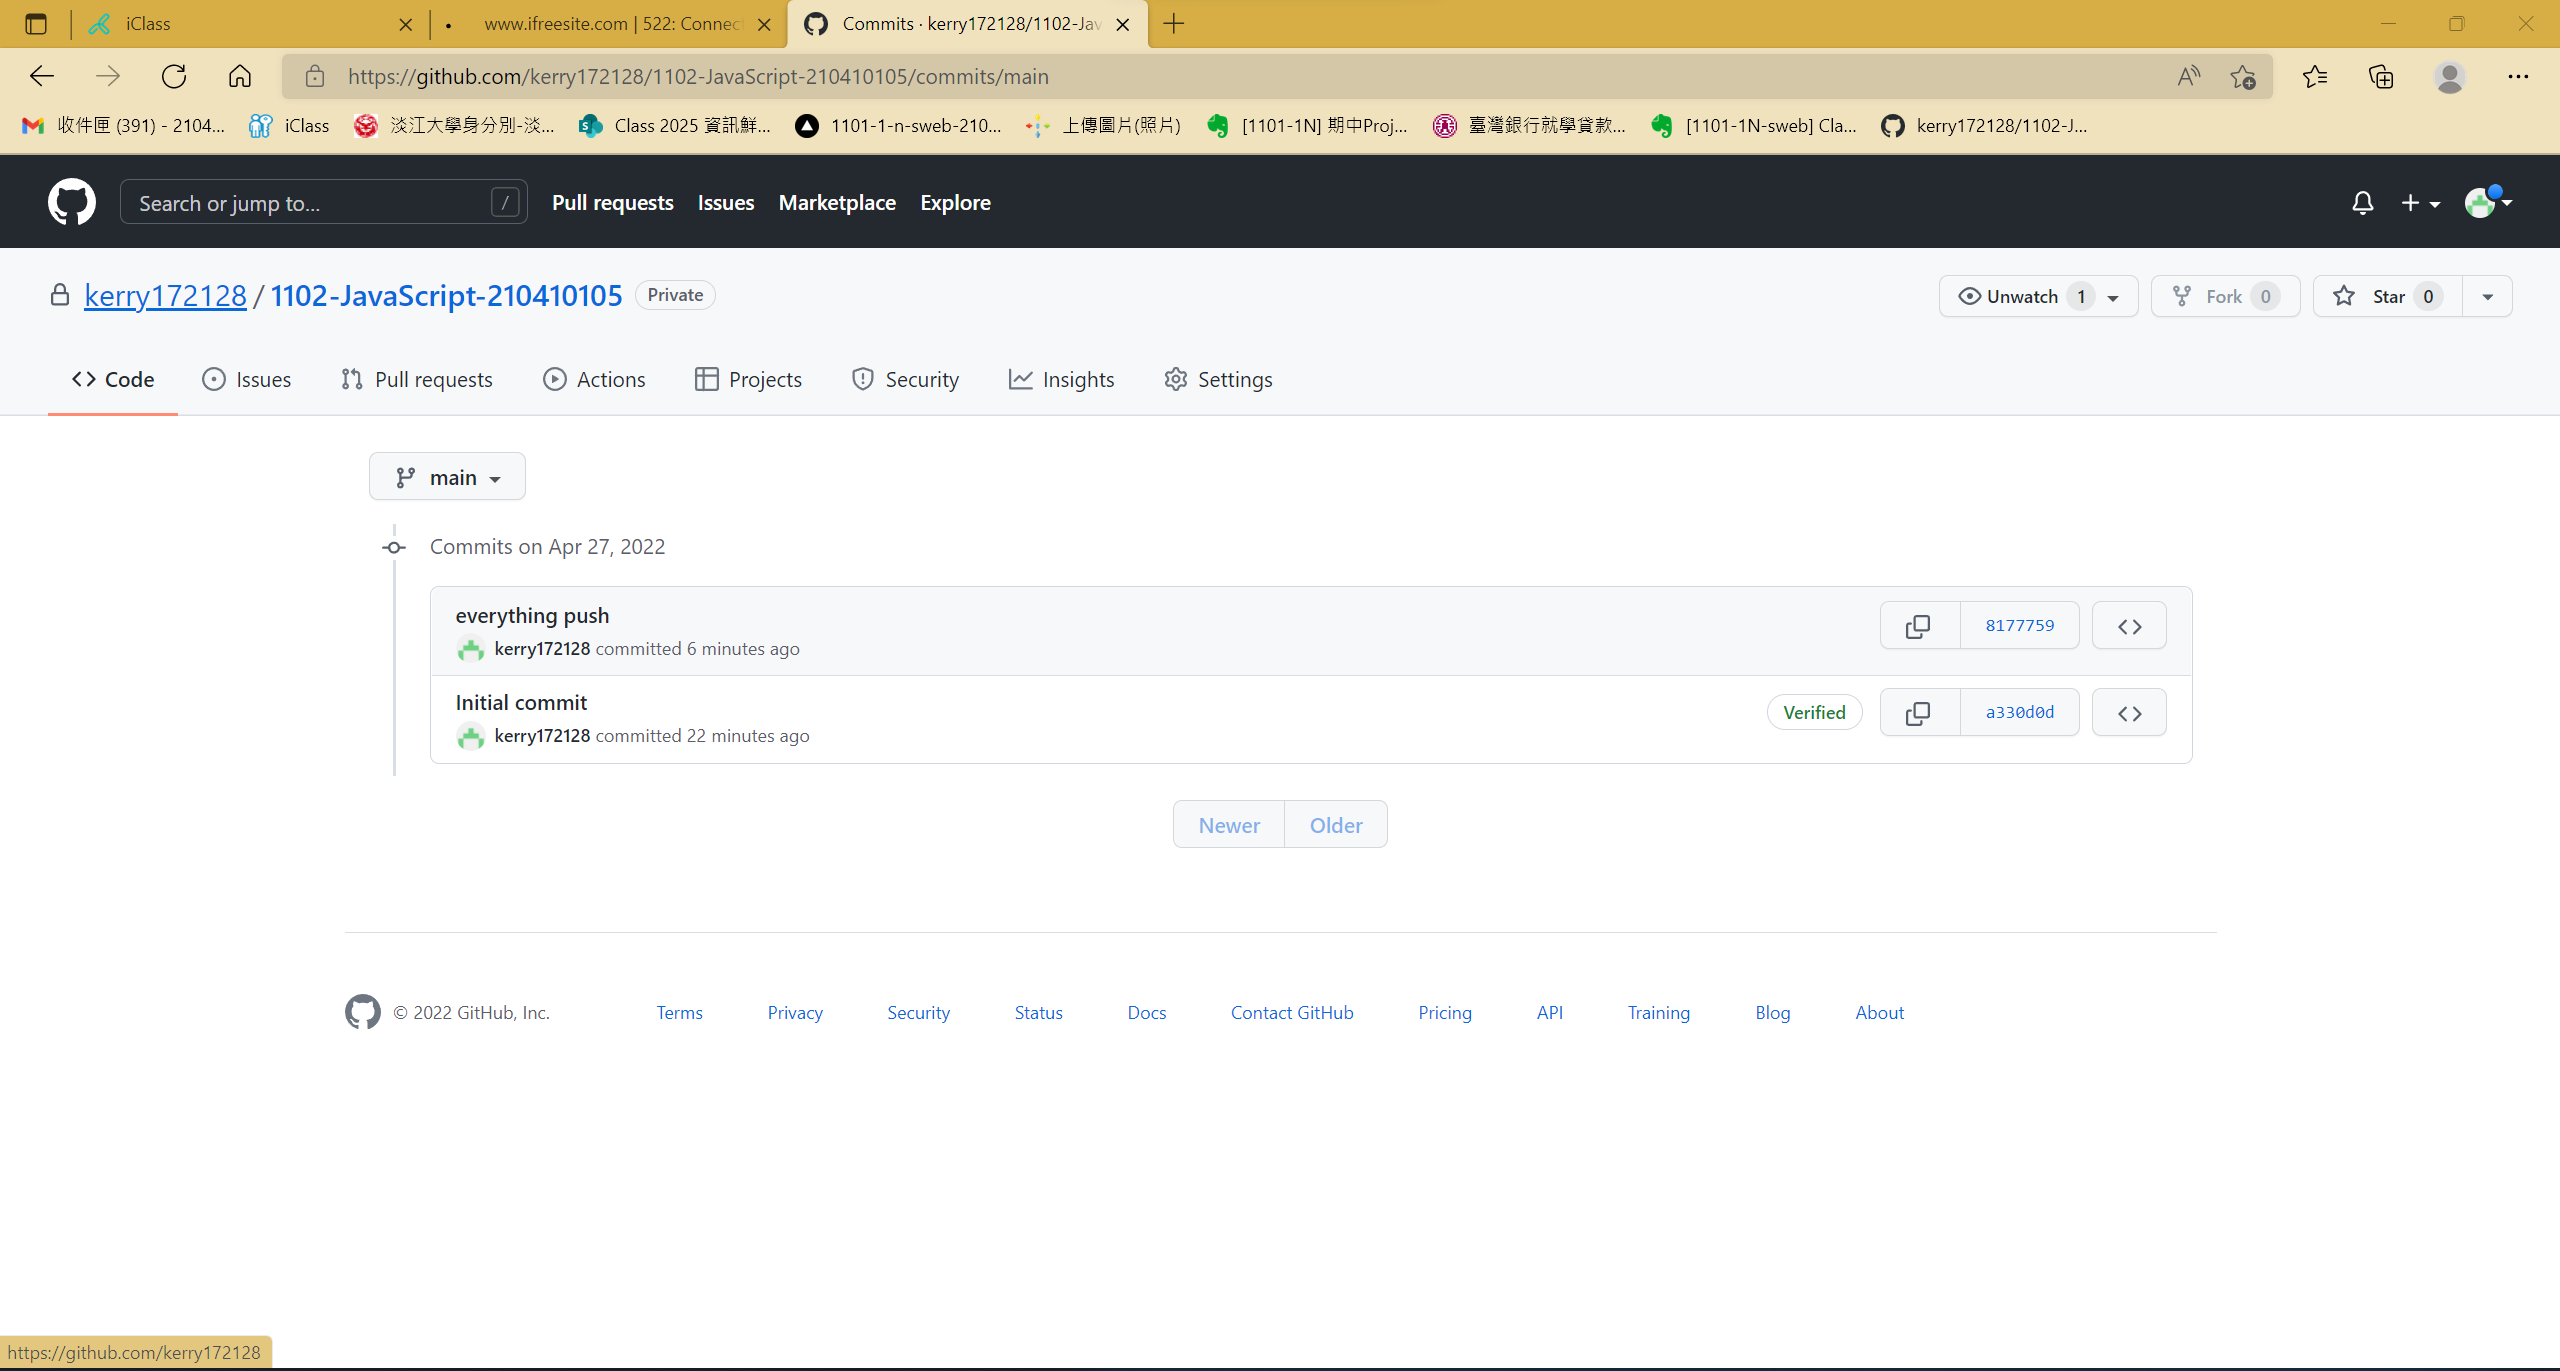 iClass
www.ifreesite.com | 522: Connect
Commits · kerry172128/1102-Jav
https://github.com/kerry172128/1102-JavaScript-210410105/commits/main
收件匣 (391) - 2104...
iClass
淡江大學身分別-淡...
Class 2025 資訊鮮...
1101-1-n-sweb-210...
上傳圖片(照片)
[1101-1N] 期中Proj...
臺灣銀行就學貸款...
[1101-1N-sweb] Cla...
kerry172128/1102-J...
Search or jump to...
/
Pull requests
Issues
Marketplace
Explore
kerry172128 / 1102-JavaScript-210410105
Private
Unwatch 1
Fork 0
Star 0
Code
Issues
Pull requests
Actions
Projects
Security
Insights
Settings
main
Commits on Apr 27, 2022
everything push
kerry172128 committed 6 minutes ago
8177759
Initial commit
kerry172128 committed 22 minutes ago
Verified
a330d0d
Newer
Older
© 2022 GitHub, Inc.
Terms
Privacy
Security
Status
Docs
Contact GitHub
Pricing
API
Training
Blog
About
https://github.com/kerry172128